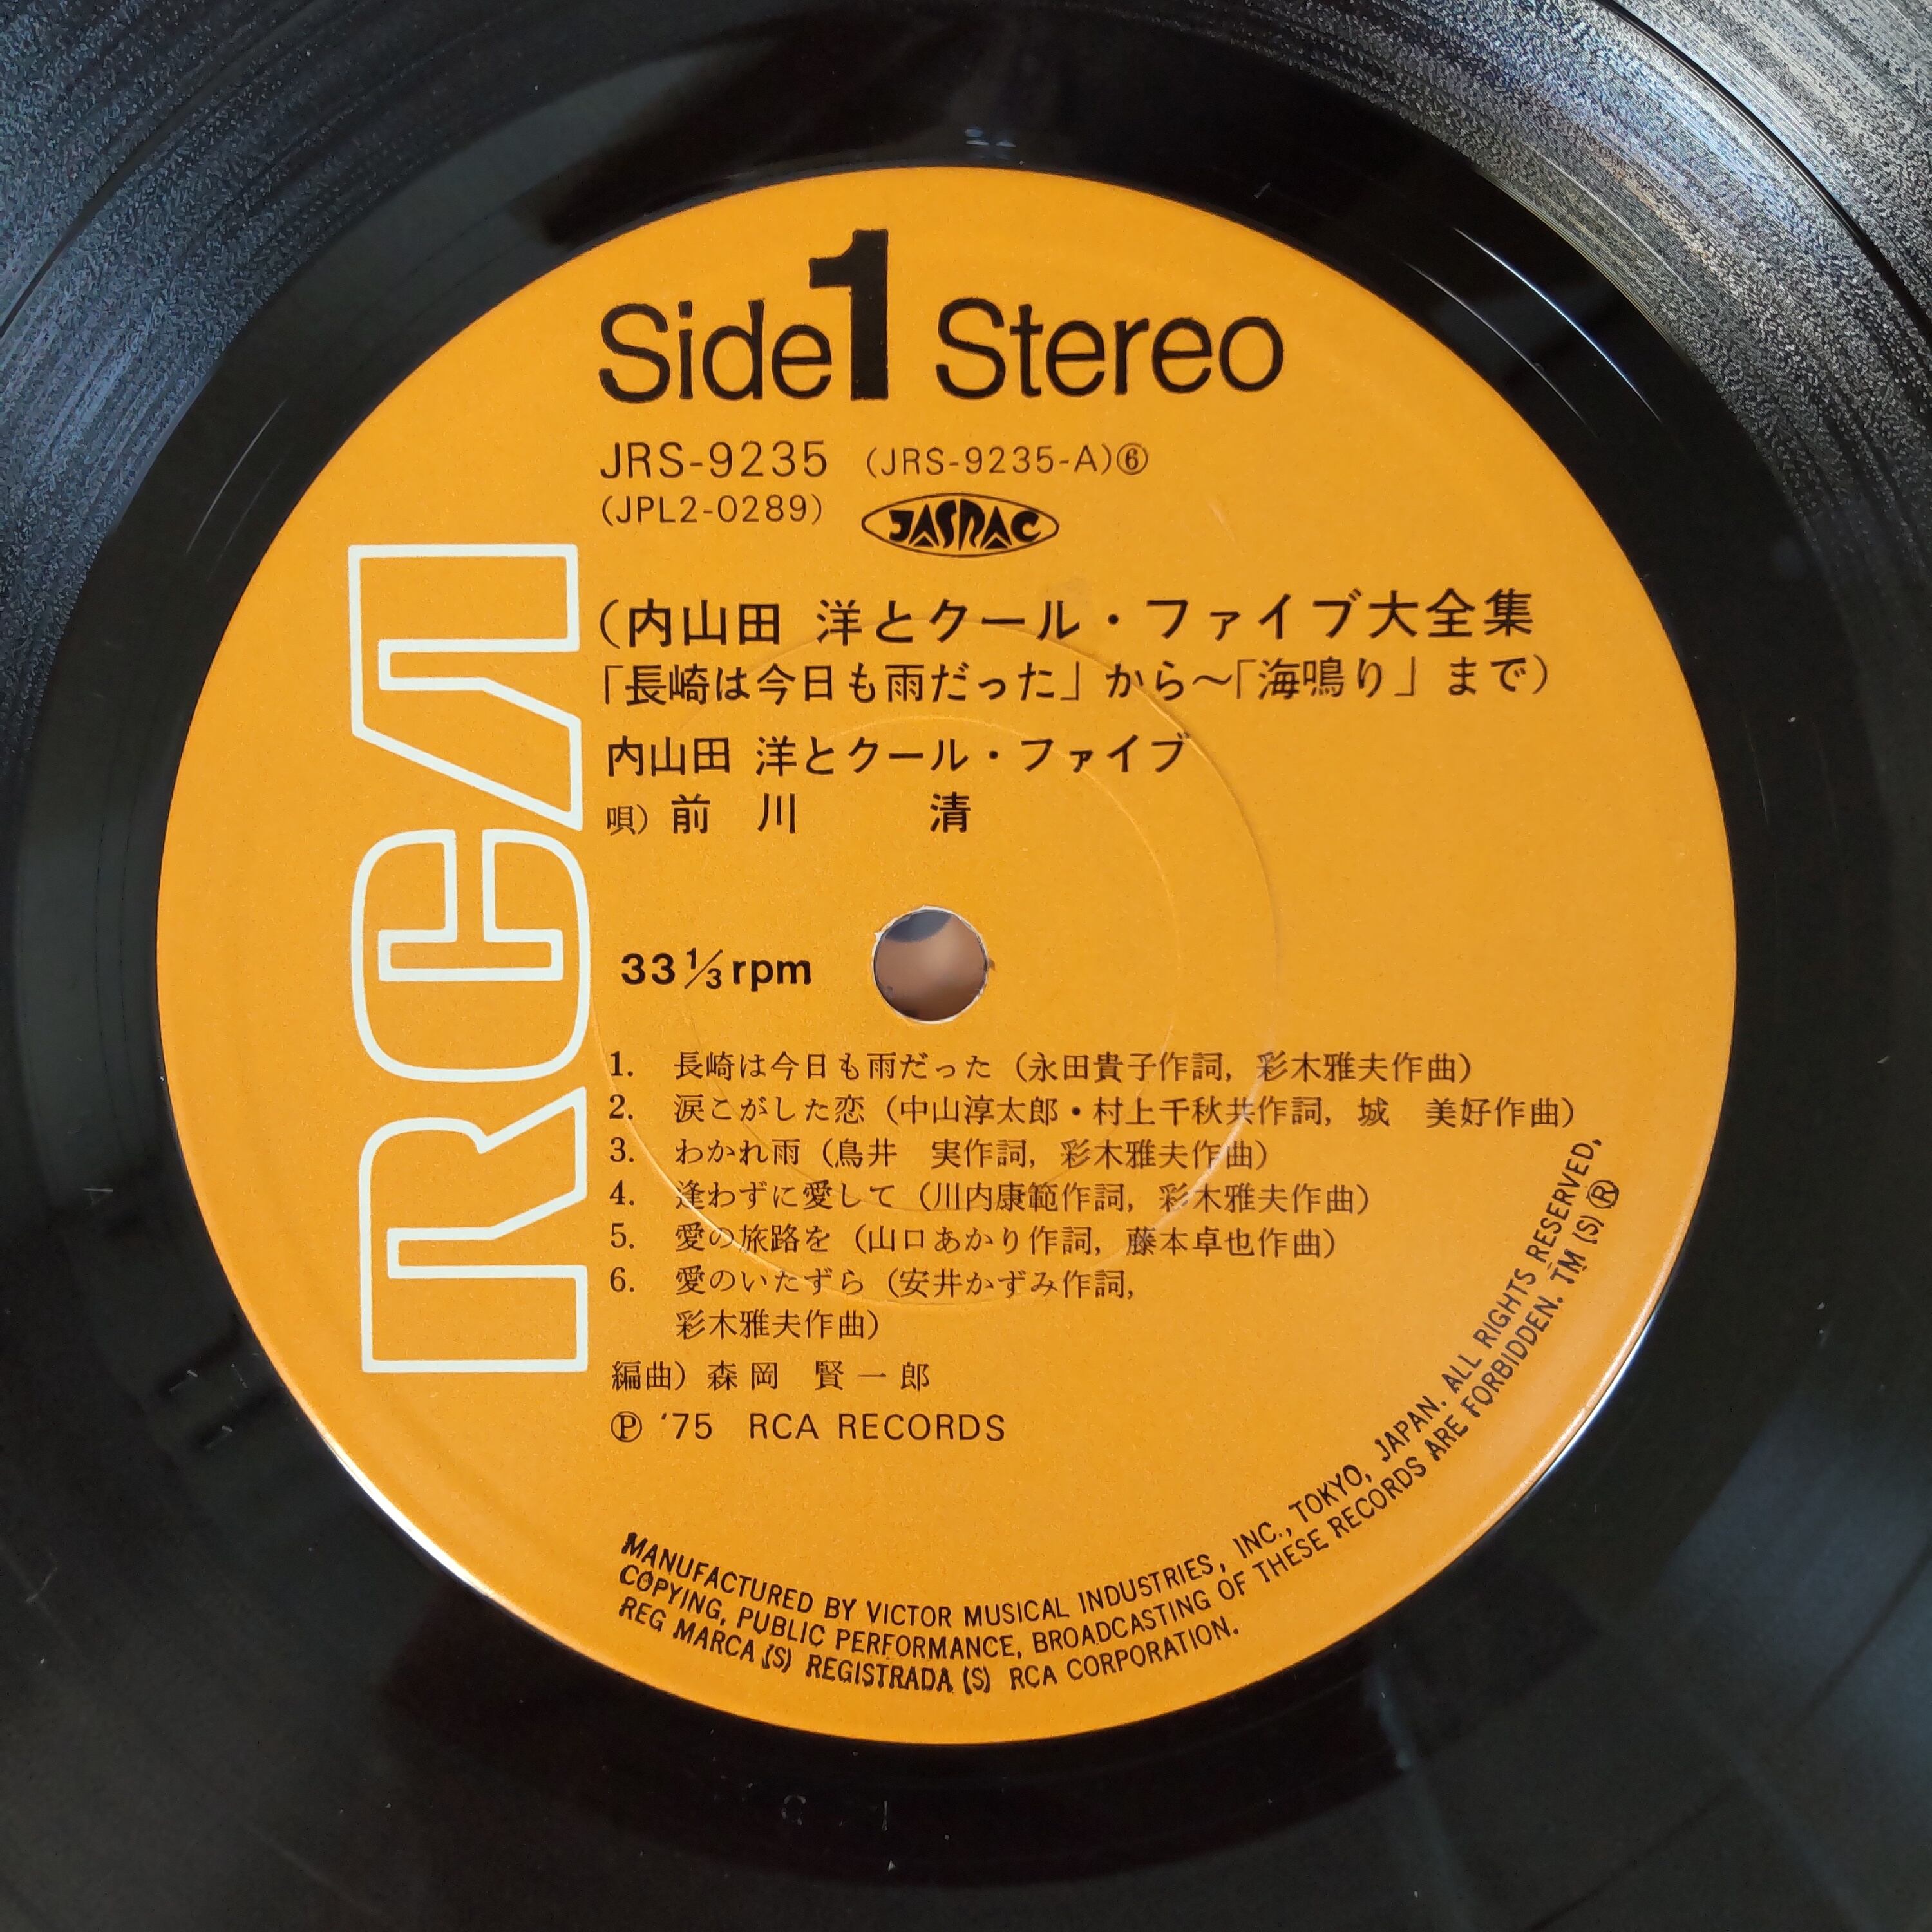 Side 1 Stereo
JRS-9235 (JRS-9235-A)⑥
(JPL2-0289) JASRAC
(内山田 洋とクール・ファイブ大全集
「長崎は今日も雨だった」から〜「海鳴り」まで)
内山田 洋とクール・ファイブ
唄) 前 川 清
RCA
33 1/3 rpm
1. 長崎は今日も雨だった (永田貴子作詞, 彩木雅夫作曲)
2. 涙こがした恋 (中山淳太郎・村上千秋共作詞, 城 美好作曲)
3. わかれ雨 (鳥井 実作詞, 彩木雅夫作曲)
4. 逢わずに愛して (川内康範作詞, 彩木雅夫作曲)
5. 愛の旅路を (山口あかり作詞, 藤本卓也作曲)
6. 愛のいたずら (安井かずみ作詞,
彩木雅夫作曲)
編曲) 森岡 賢一郎
Ⓟ '75 RCA RECORDS
MANUFACTURED BY VICTOR MUSICAL INDUSTRIES, INC., TOKYO, JAPAN. ALL RIGHTS RESERVED,
COPYING, PUBLIC PERFORMANCE, BROADCASTING OF THESE RECORDS ARE FORBIDDEN. TM (S) ®
REG MARCA (S) REGISTRADA (S) RCA CORPORATION.